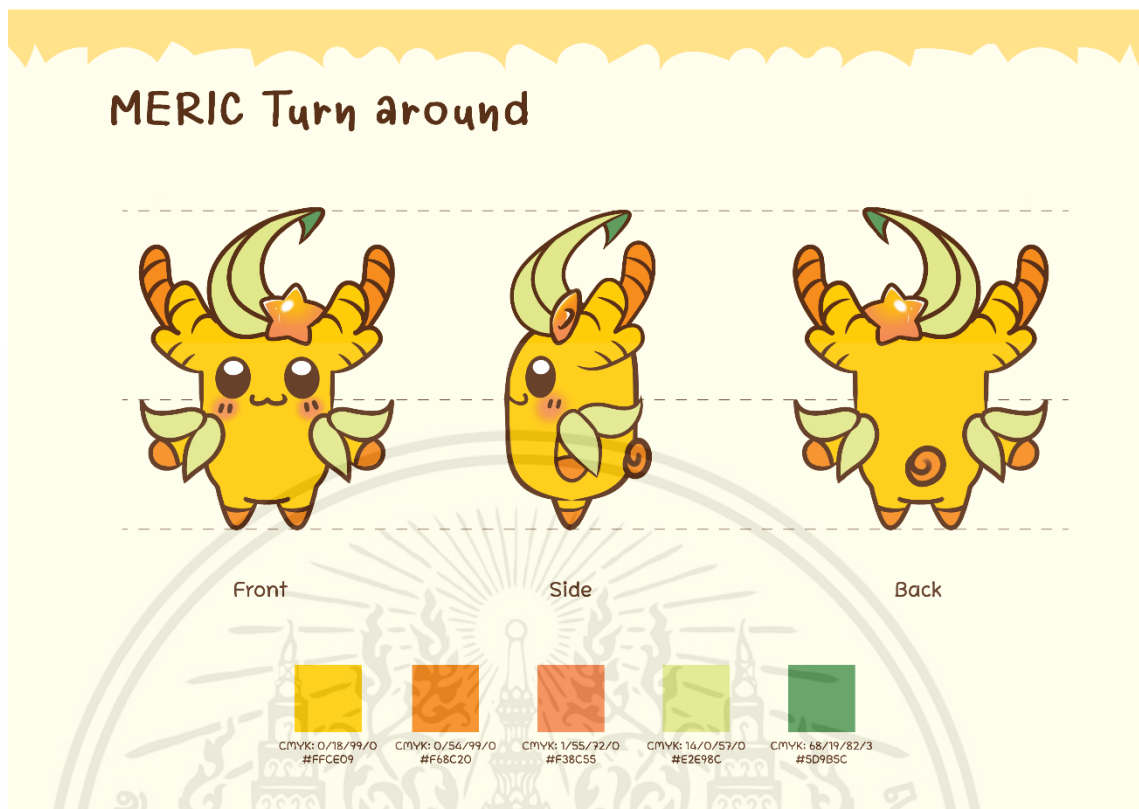 MERIC Turn around
Front Side Back
CMYK: 0/18/99/0 CMYK: 0/54/99/0 CMYK: 1/55/72/0 CMYK: 14/0/57/0 CMYK: 68/19/82/3
#FFCE09 #F68C20 #F38C55 #E2E98C #5D9B5C